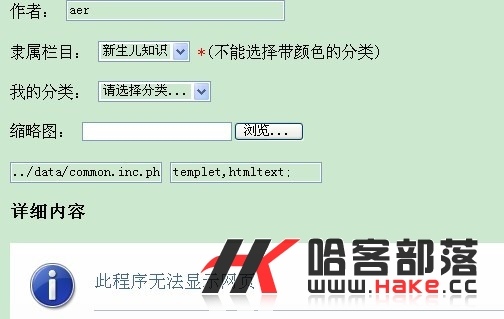 作者： aer
隶属栏目： 新生儿知识 *(不能选择带颜色的分类)
我的分类： 请选择分类...
缩略图： 浏览...
../data/common.inc.ph templet,htmltext;
详细内容
此程序无法显示网页
哈客部落
www.HAKE.cc